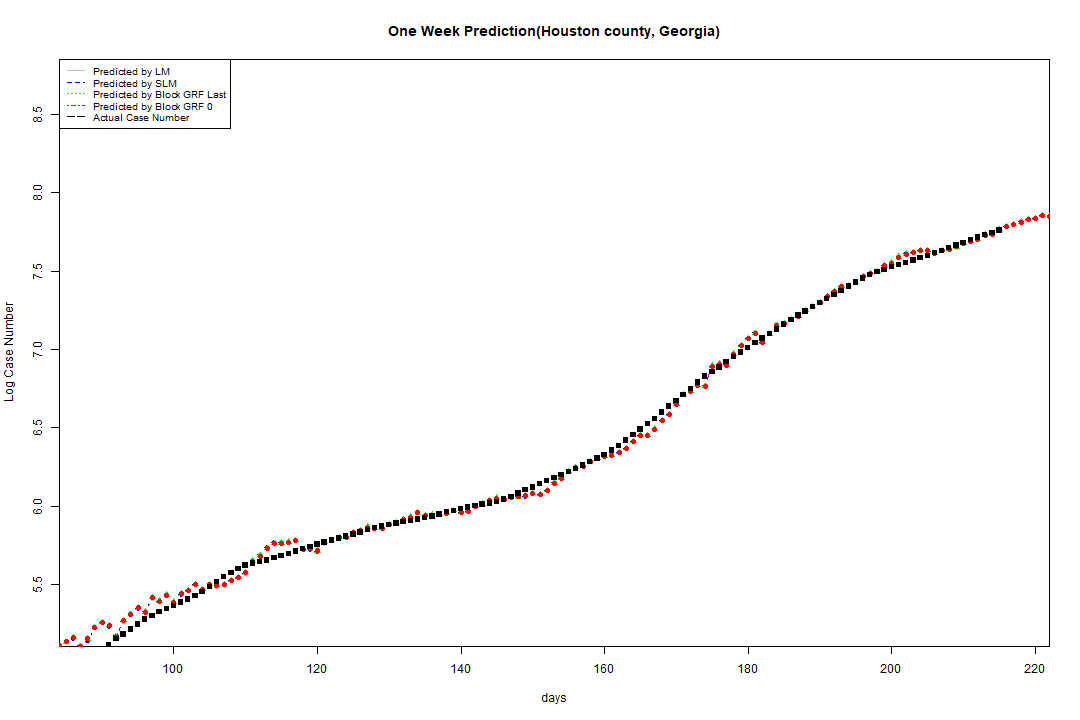 One Week Prediction(Houston county, Georgia)
Predicted by LM
Predicted by SLM
Predicted by Block GRF Last
Predicted by Block GRF 0
Actual Case Number
8.5
8.0
7.5
7.0
6.5
6.0
5.5
Log Case Number
100 120 140 160 180 200 220
days